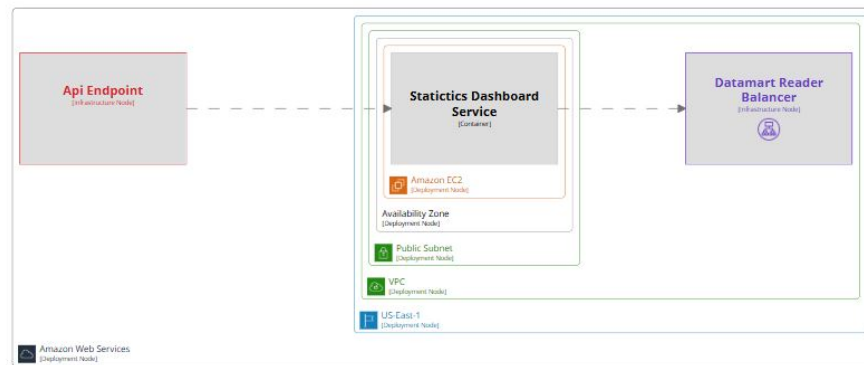 Api Endpoint
[Infrastructure Node]
Statictics Dashboard
Service
[Container]
Datamart Reader
Balancer
[Infrastructure Node]
Amazon EC2
[Deployment Node]
Availability Zone
[Deployment Node]
Public Subnet
[Deployment Node]
VPC
[Deployment Node]
US-East-1
[Deployment Node]
Amazon Web Services
[Deployment Node]